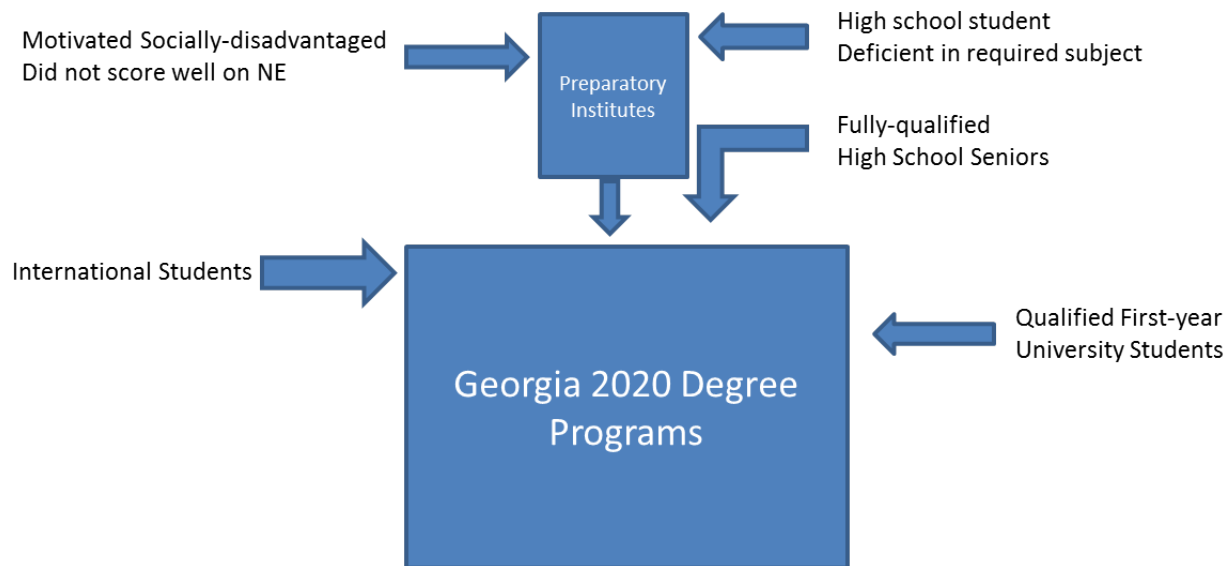 Motivated Socially-disadvantaged
Did not score well on NE
Preparatory
Institutes
High school student
Deficient in required subject
Fully-qualified
High School Seniors
International Students
Georgia 2020 Degree
Programs
Qualified First-year
University Students